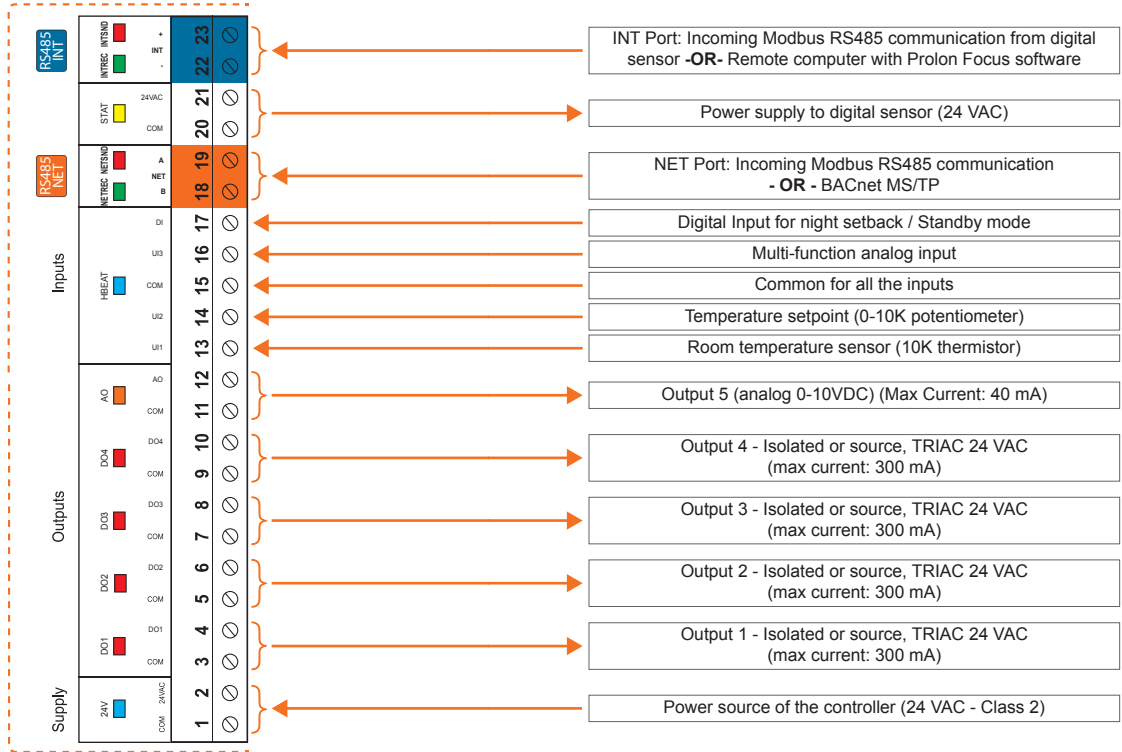 RS485
INT
INTREC INTSND
+
INT
-
23
22
INT Port: Incoming Modbus RS485 communication from digital
sensor -OR- Remote computer with Prolon Focus software
STAT
24VAC
COM
21
20
Power supply to digital sensor (24 VAC)
RS485
NET
NETREC NETSND
A
NET
B
19
18
NET Port: Incoming Modbus RS485 communication
- OR - BACnet MS/TP
Inputs
HBEAT
DI
17
Digital Input for night setback / Standby mode
UI3
16
Multi-function analog input
COM
15
Common for all the inputs
UI2
14
Temperature setpoint (0-10K potentiometer)
UI1
13
Room temperature sensor (10K thermistor)
Outputs
AO
AO
COM
12
11
Output 5 (analog 0-10VDC) (Max Current: 40 mA)
DO4
DO4
COM
10
9
Output 4 - Isolated or source, TRIAC 24 VAC
(max current: 300 mA)
DO3
DO3
COM
8
7
Output 3 - Isolated or source, TRIAC 24 VAC
(max current: 300 mA)
DO2
DO2
COM
6
5
Output 2 - Isolated or source, TRIAC 24 VAC
(max current: 300 mA)
DO1
DO1
COM
4
3
Output 1 - Isolated or source, TRIAC 24 VAC
(max current: 300 mA)
Supply
24V
COM 24VAC
2
1
Power source of the controller (24 VAC - Class 2)